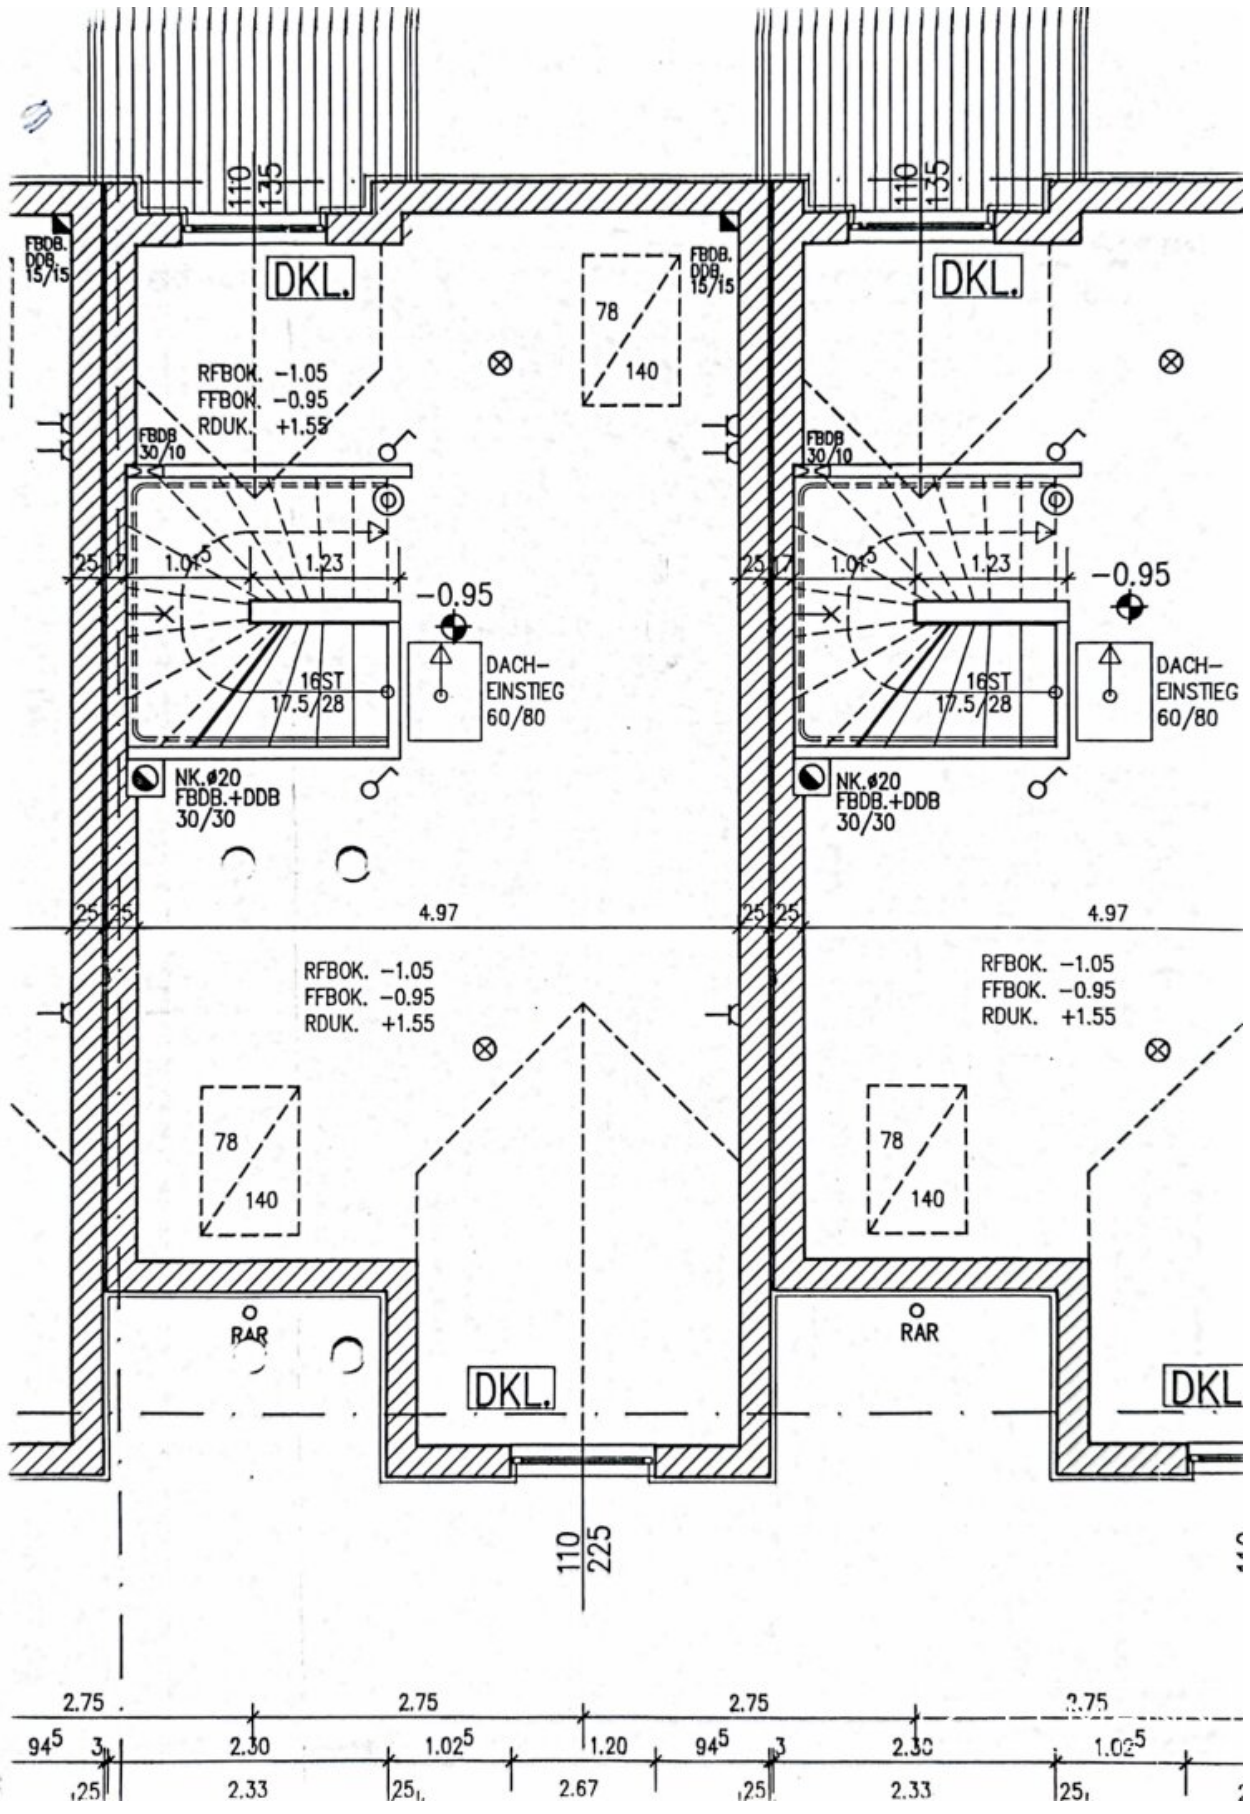 110
135
110
135
FBDB.
DDB.
15/15
DKL.
FBDB.
DDB.
15/15
DKL.
78
140
RFBOK. -1.05
FFBOK. -0.95
RDUK. +1.55
FBDB
30/10
FBDB
30/10
25
17
1.01⁵
1.23
25
17
1.01⁵
1.23
-0.95
-0.95
16ST
17.5/28
DACH-
EINSTIEG
60/80
16ST
17.5/28
DACH-
EINSTIEG
60/80
NK.ø20
FBDB.+DDB
30/30
NK.ø20
FBDB.+DDB
30/30
25
25
4.97
25
25
4.97
RFBOK. -1.05
FFBOK. -0.95
RDUK. +1.55
RFBOK. -1.05
FFBOK. -0.95
RDUK. +1.55
78
140
78
140
RAR
RAR
DKL.
DKL
110
225
2.75
2.75
2.75
2.75
94⁵
3
2.30
1.02⁵
1.20
94⁵
3
2.30
1.02⁵
25
2.33
25
2.67
25
2.33
25